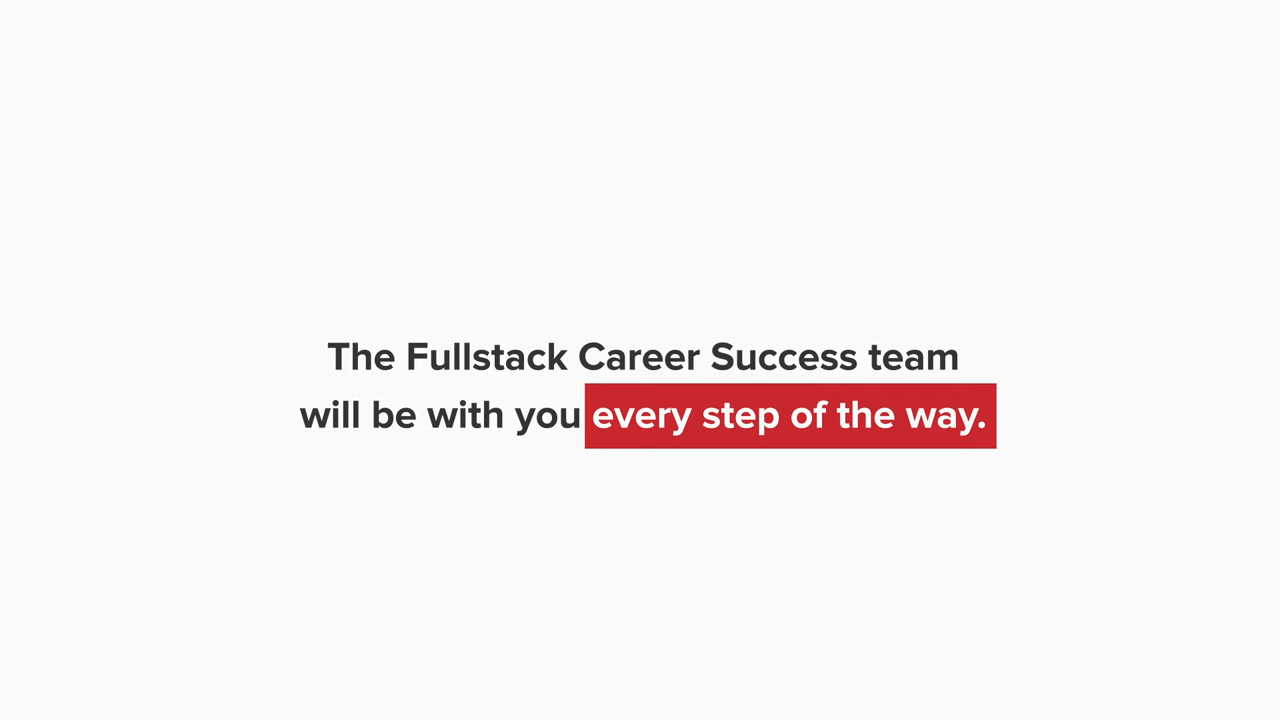 The Fullstack Career Success team
will be with you every step of the way.